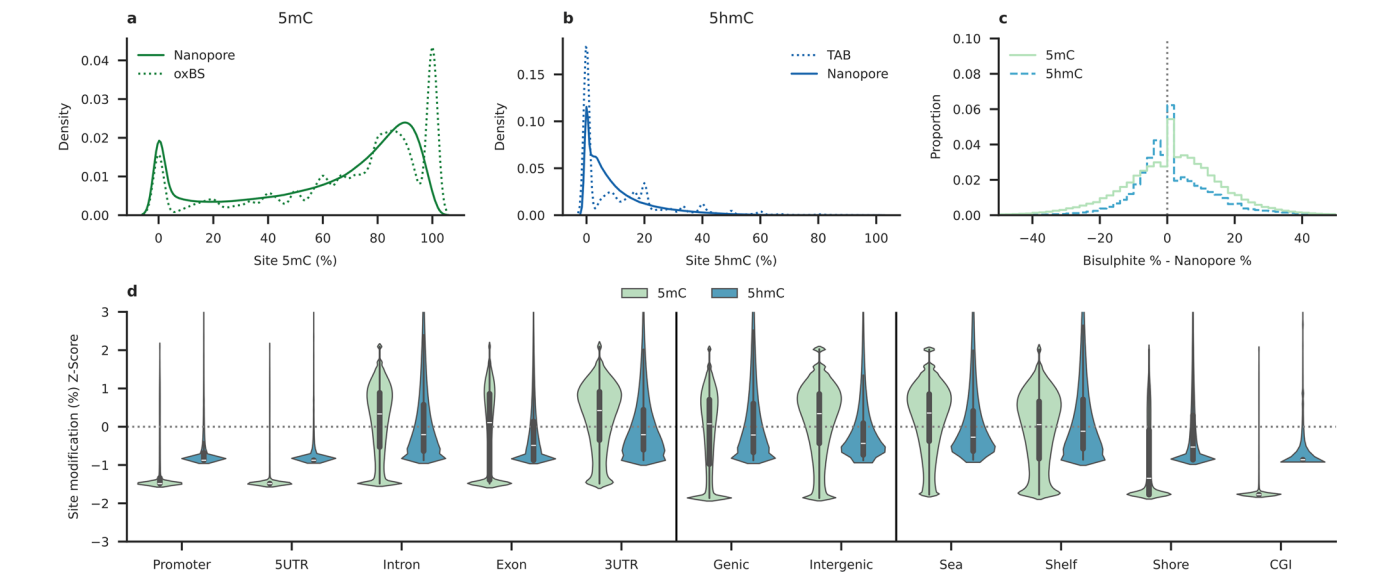 a
5mC
Nanopore
oxBS
0.04
0.03
0.02
0.01
0.00
Density
0 20 40 60 80 100
Site 5mC (%)
b
5hmC
TAB
Nanopore
0.15
0.10
0.05
0.00
Density
0 20 40 60 80 100
Site 5hmC (%)
c
5mC
5hmC
0.10
0.08
0.06
0.04
0.02
0.00
Proportion
−40 −20 0 20 40
Bisulphite % - Nanopore %
d
5mC 5hmC
3
2
1
0
−1
−2
−3
Site modification (%) Z-Score
Promoter 5UTR Intron Exon 3UTR Genic Intergenic Sea Shelf Shore CGI